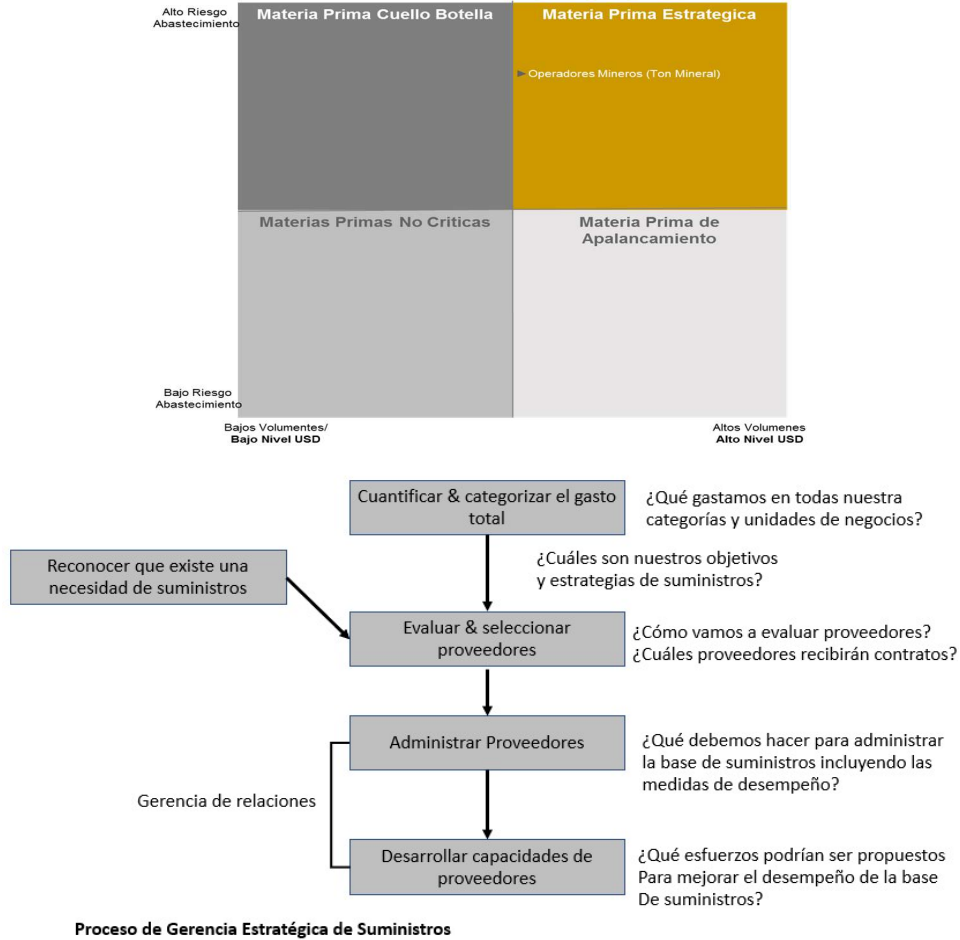 Alto Riesgo
Abastecimiento
Materia Prima Cuello Botella
Materia Prima Estrategica
Operadores Mineros (Ton Mineral)
Materias Primas No Criticas
Materia Prima de
Apalancamiento
Bajo Riesgo
Abastecimiento
Bajos Volumentes/
Bajo Nivel USD
Altos Volumenes
Alto Nivel USD
Cuantificar & categorizar el gasto
total
¿Qué gastamos en todas nuestra
categorías y unidades de negocios?
¿Cuáles son nuestros objetivos
y estrategias de suministros?
Reconocer que existe una
necesidad de suministros
Evaluar & seleccionar
proveedores
¿Cómo vamos a evaluar proveedores?
¿Cuáles proveedores recibirán contratos?
Administrar Proveedores
¿Qué debemos hacer para administrar
la base de suministros incluyendo las
medidas de desempeño?
Gerencia de relaciones
Desarrollar capacidades de
proveedores
¿Qué esfuerzos podrían ser propuestos
Para mejorar el desempeño de la base
De suministros?
Proceso de Gerencia Estratégica de Suministros